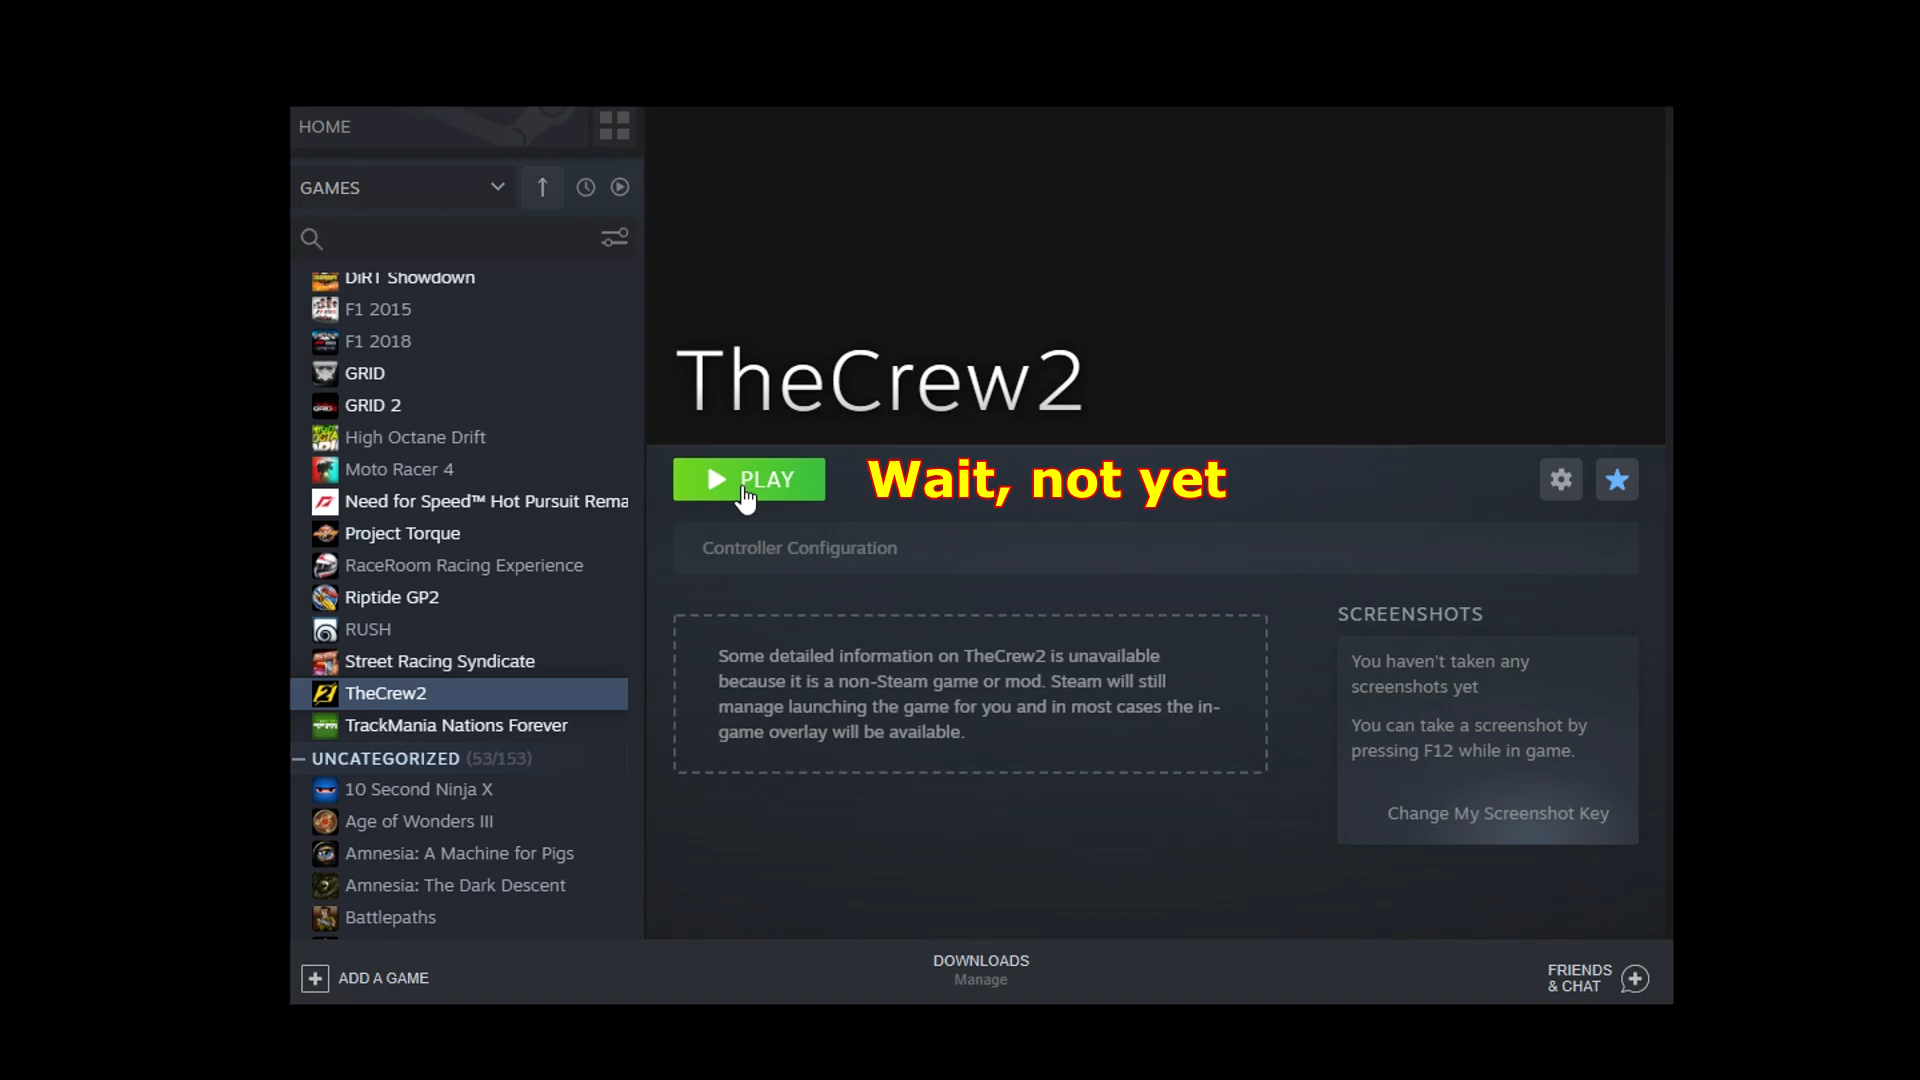 HOME
GAMES
DiRT Showdown
F1 2015
F1 2018
GRID
GRID 2
High Octane Drift
Moto Racer 4
Need for Speed™ Hot Pursuit Rema
Project Torque
RaceRoom Racing Experience
Riptide GP2
RUSH
Street Racing Syndicate
TheCrew2
TrackMania Nations Forever
UNCATEGORIZED (53/153)
10 Second Ninja X
Age of Wonders III
Amnesia: A Machine for Pigs
Amnesia: The Dark Descent
Battlepaths
ADD A GAME
TheCrew2
PLAY
Wait, not yet
Controller Configuration
Some detailed information on TheCrew2 is unavailable
because it is a non-Steam game or mod. Steam will still
manage launching the game for you and in most cases the in-
game overlay will be available.
SCREENSHOTS
You haven't taken any
screenshots yet
You can take a screenshot by
pressing F12 while in game.
Change My Screenshot Key
DOWNLOADS
Manage
FRIENDS
& CHAT